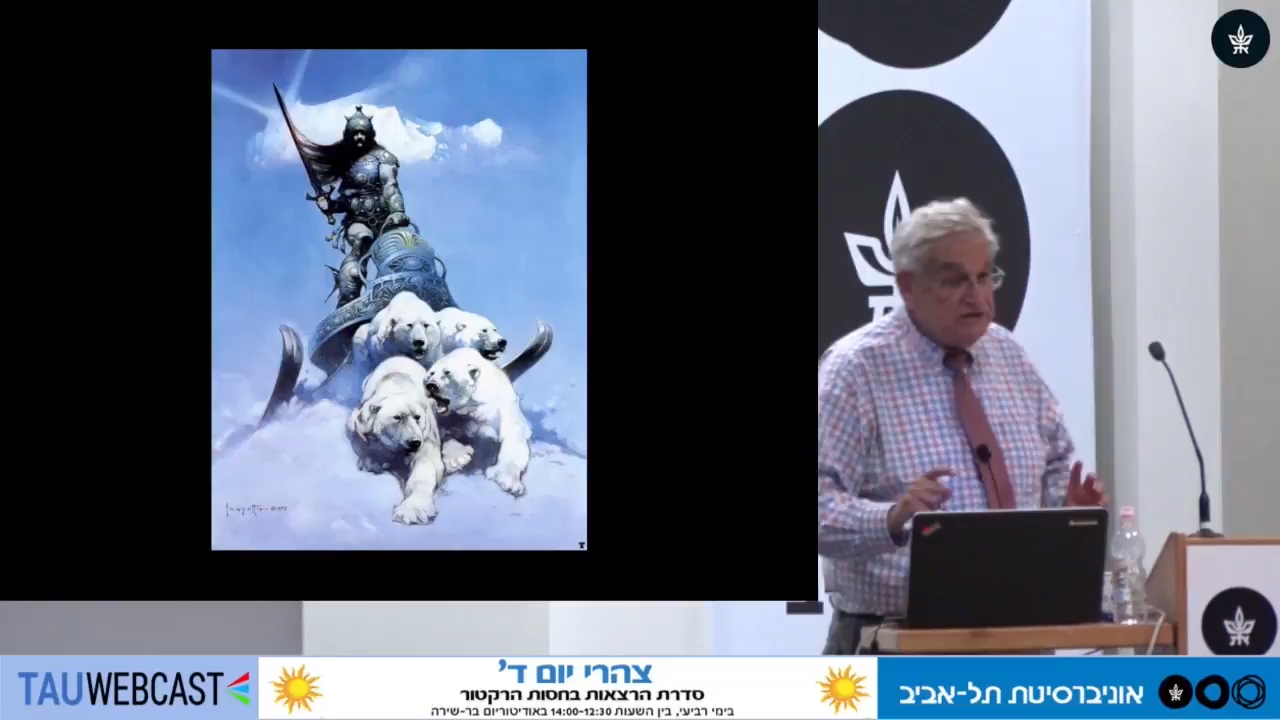 TAUWEBCAST
צהרי יום ד'
סדרת הרצאות בחסות הרקטור
בימי רביעי, בין השעות 14:00-12:30 באודיטוריום בר-שירה
אוניברסיטת תל-אביב